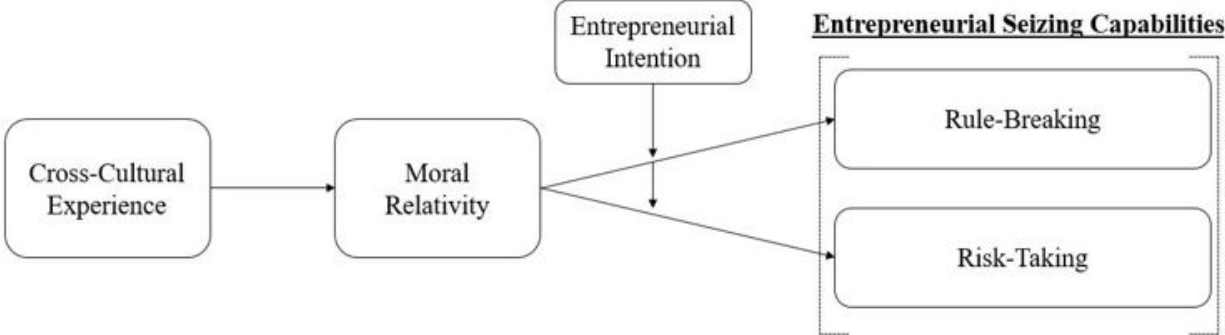 Entrepreneurial
Intention
Entrepreneurial Seizing Capabilities
Cross-Cultural
Experience
Moral
Relativity
Rule-Breaking
Risk-Taking